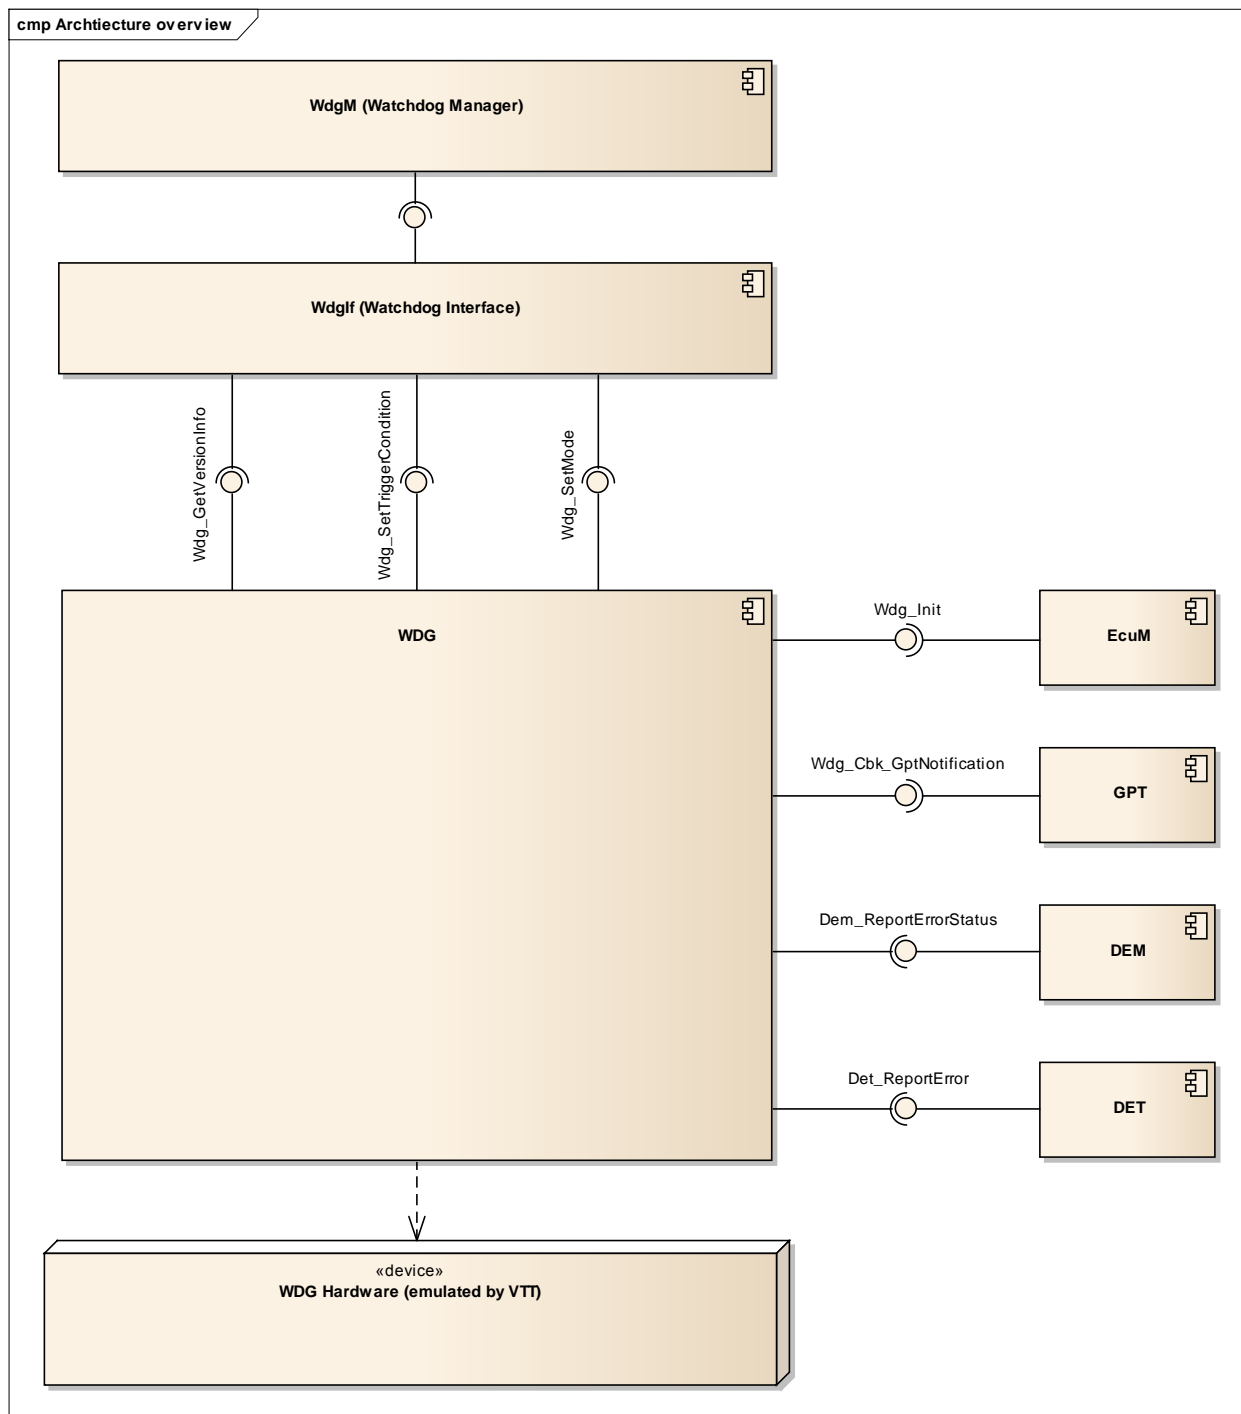 cmp Archtiecture overview
WdgM (Watchdog Manager)
WdgIf (Watchdog Interface)
Wdg_GetVersionInfo
Wdg_SetTriggerCondition
Wdg_SetMode
WDG
Wdg_Init
EcuM
Wdg_Cbk_GptNotification
GPT
Dem_ReportErrorStatus
DEM
Det_ReportError
DET
«device»
WDG Hardware (emulated by VTT)